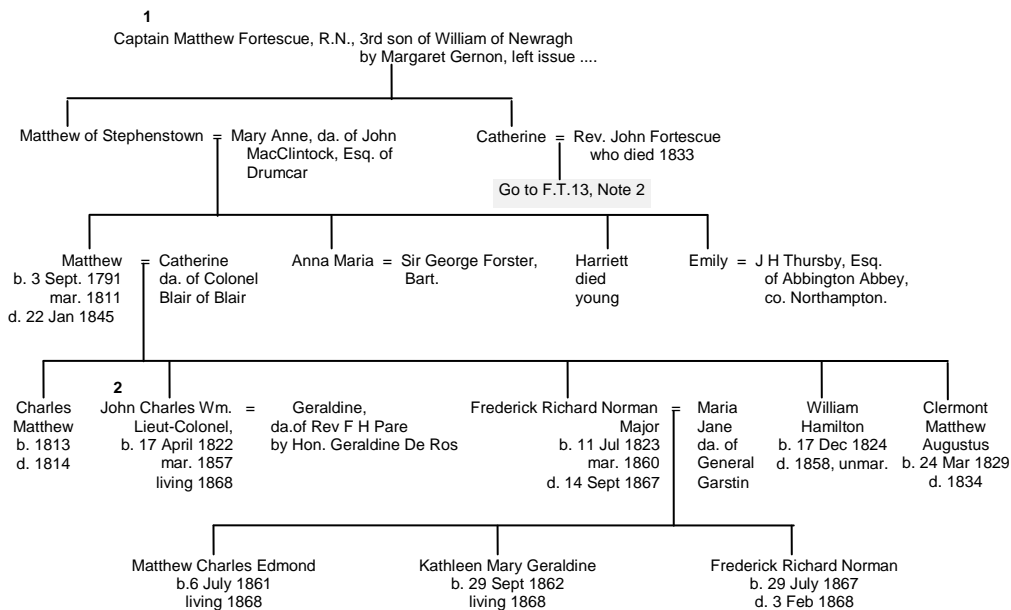 1
Captain Matthew Fortescue, R.N., 3rd son of William of Newragh
by Margaret Gernon, left issue ....
Matthew of Stephenstown = Mary Anne, da. of John
MacClintock, Esq. of
Drumcar
Catherine = Rev. John Fortescue
who died 1833
Go to F.T.13, Note 2
Matthew = Catherine
b. 3 Sept. 1791 da. of Colonel
mar. 1811 Blair of Blair
d. 22 Jan 1845
Anna Maria = Sir George Forster,
Bart.
Harriett
died
young
Emily = J H Thursby, Esq.
of Abbington Abbey,
co. Northampton.
Charles
Matthew
b. 1813
d. 1814
2
John Charles Wm. = Geraldine,
Lieut-Colonel, da.of Rev F H Pare
b. 17 April 1822 by Hon. Geraldine De Ros
mar. 1857
living 1868
Frederick Richard Norman = Maria
Major Jane
b. 11 Jul 1823 da. of
mar. 1860 General
d. 14 Sept 1867 Garstin
William
Hamilton
b. 17 Dec 1824
d. 1858, unmar.
Clermont
Matthew
Augustus
b. 24 Mar 1829
d. 1834
Matthew Charles Edmond
b.6 July 1861
living 1868
Kathleen Mary Geraldine
b. 29 Sept 1862
living 1868
Frederick Richard Norman
b. 29 July 1867
d. 3 Feb 1868